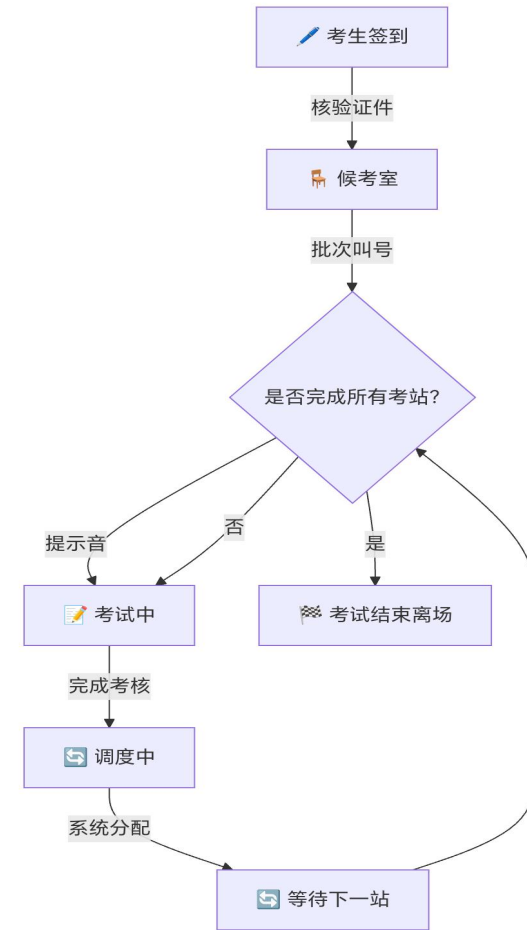 🖊️ 考生签到
核验证件
🪑 候考室
批次叫号
是否完成所有考站?
提示音
否
是
📝 考试中
🏁 考试结束离场
完成考核
🔄 调度中
系统分配
🔄 等待下一站